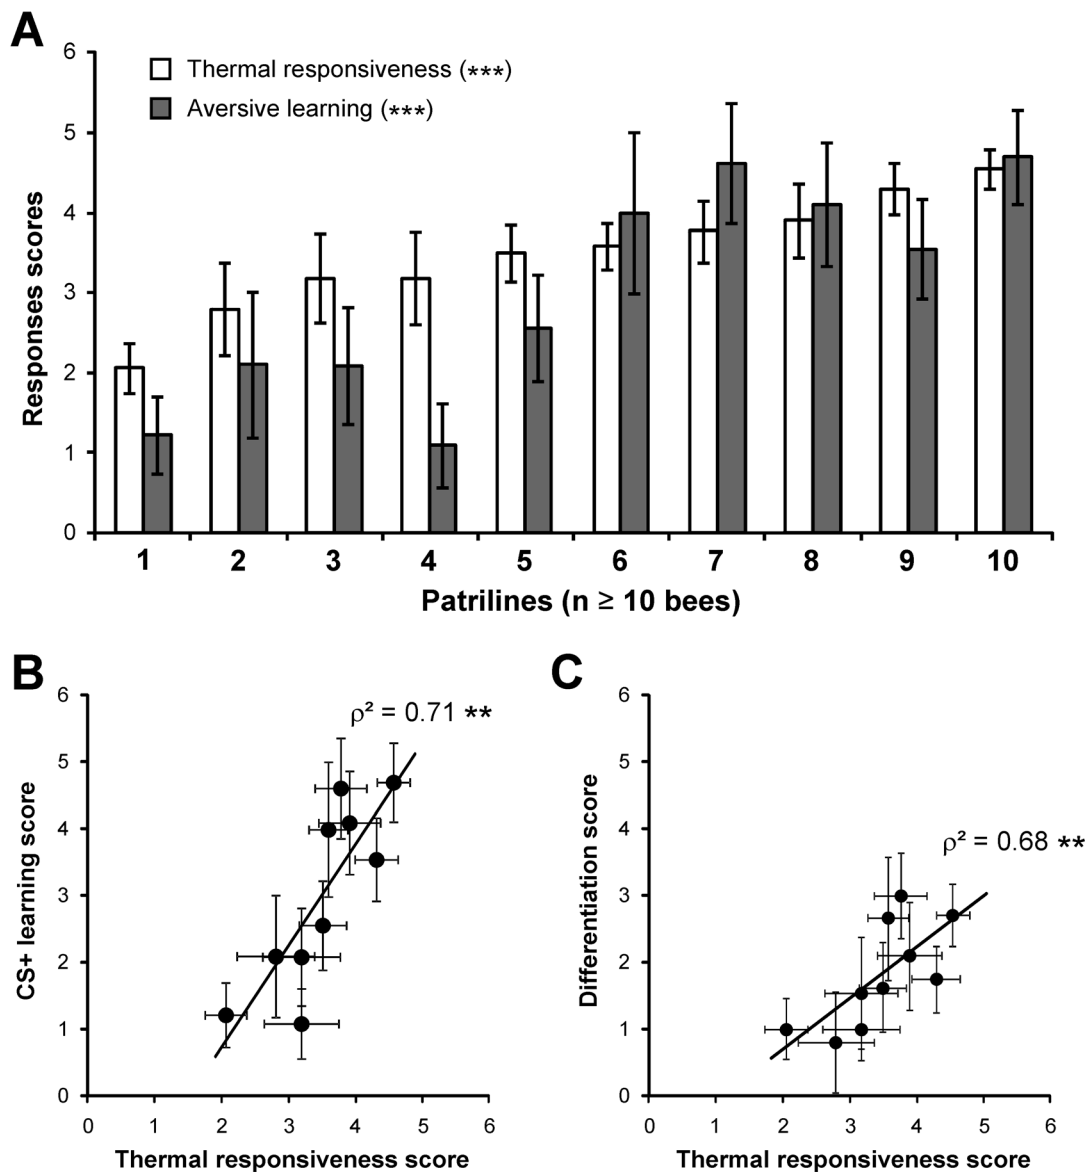 A
6
5
4
3
2
1
0
Responses scores
Thermal responsiveness (***)
Aversive learning (***)
1 2 3 4 5 6 7 8 9 10
Patrilines (n ≥ 10 bees)
B
6
5
4
3
2
1
0
CS+ learning score
ρ² = 0.71 **
0 1 2 3 4 5 6
Thermal responsiveness score
C
6
5
4
3
2
1
0
Differentiation score
ρ² = 0.68 **
0 1 2 3 4 5 6
Thermal responsiveness score